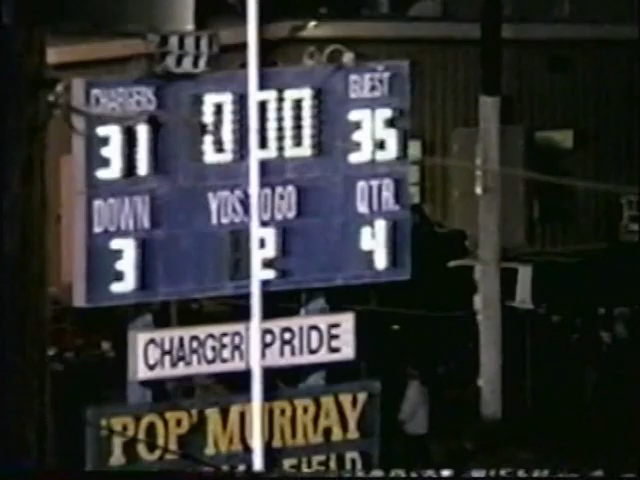 CHARGERS GUEST
31 0:00 35
DOWN YDS. TO GO QTR.
3 2 4
CHARGER PRIDE
'POP' MURRAY
FIELD